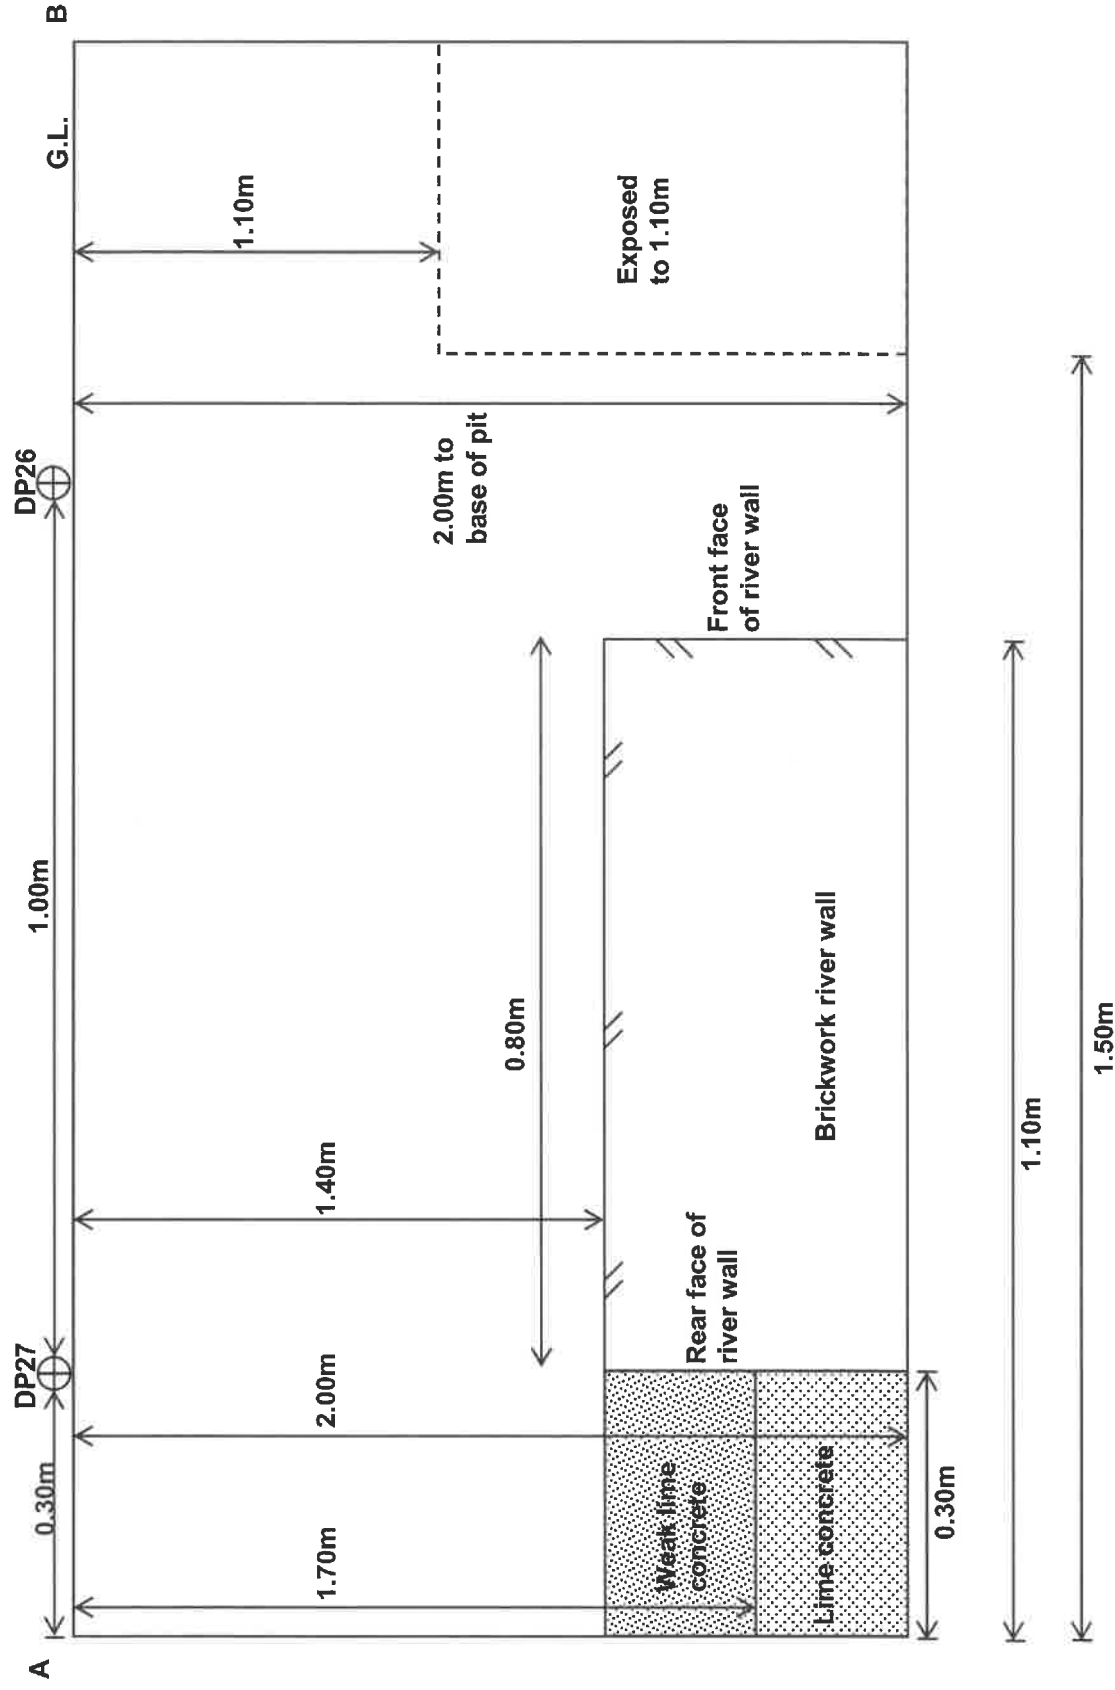 A
B
G.L.
DP27
DP26
0.30m
1.00m
1.70m
2.00m
1.40m
1.10m
2.00m to
base of pit
0.80m
Exposed
to 1.10m
Rear face of
river wall
Front face
of river wall
Weak lime
concrete
Brickwork river wall
Lime concrete
0.30m
1.10m
1.50m